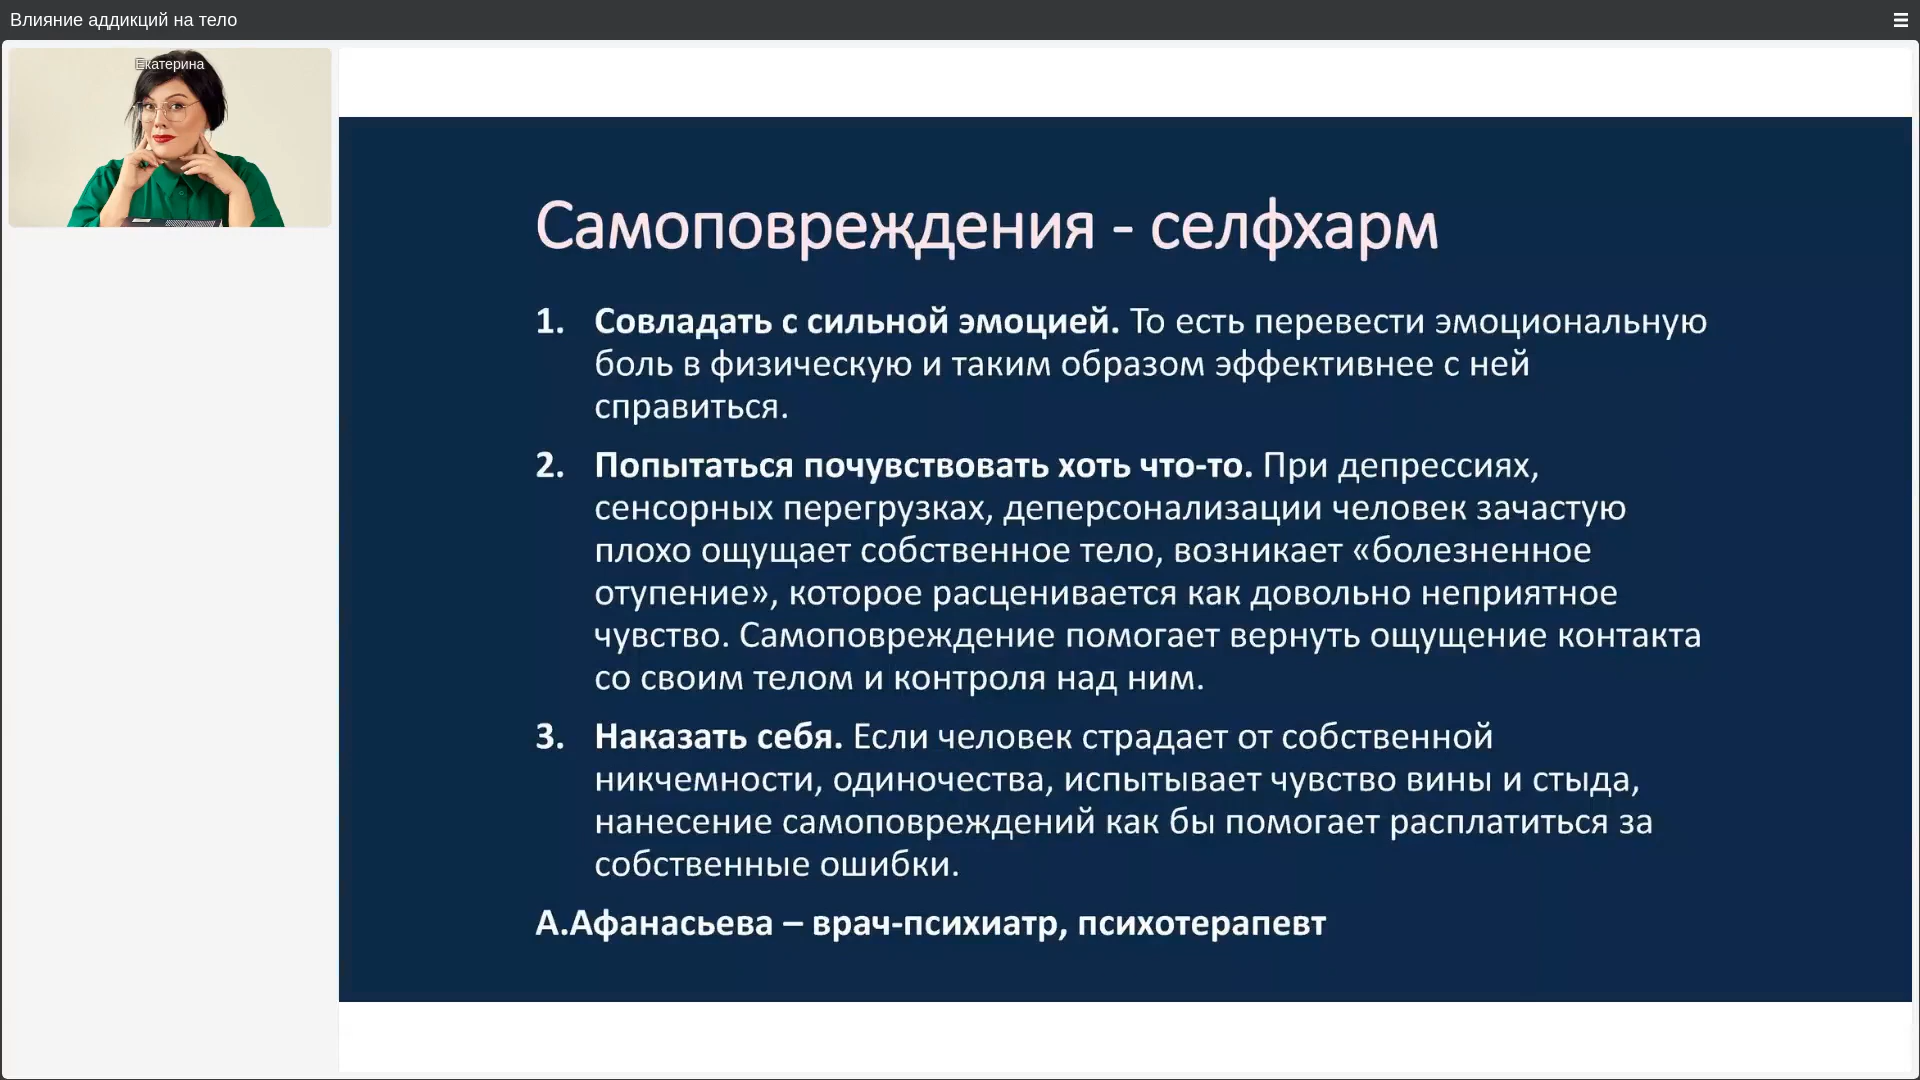 Влияние аддикций на тело
Екатерина
Самоповреждения - селфхарм
1. Совладать с сильной эмоцией. То есть перевести эмоциональную
боль в физическую и таким образом эффективнее с ней
справиться.
2. Попытаться почувствовать хоть что-то. При депрессиях,
сенсорных перегрузках, деперсонализации человек зачастую
плохо ощущает собственное тело, возникает «болезненное
отупение», которое расценивается как довольно неприятное
чувство. Самоповреждение помогает вернуть ощущение контакта
со своим телом и контроля над ним.
3. Наказать себя. Если человек страдает от собственной
никчемности, одиночества, испытывает чувство вины и стыда,
нанесение самоповреждений как бы помогает расплатиться за
собственные ошибки.
А.Афанасьева – врач-психиатр, психотерапевт